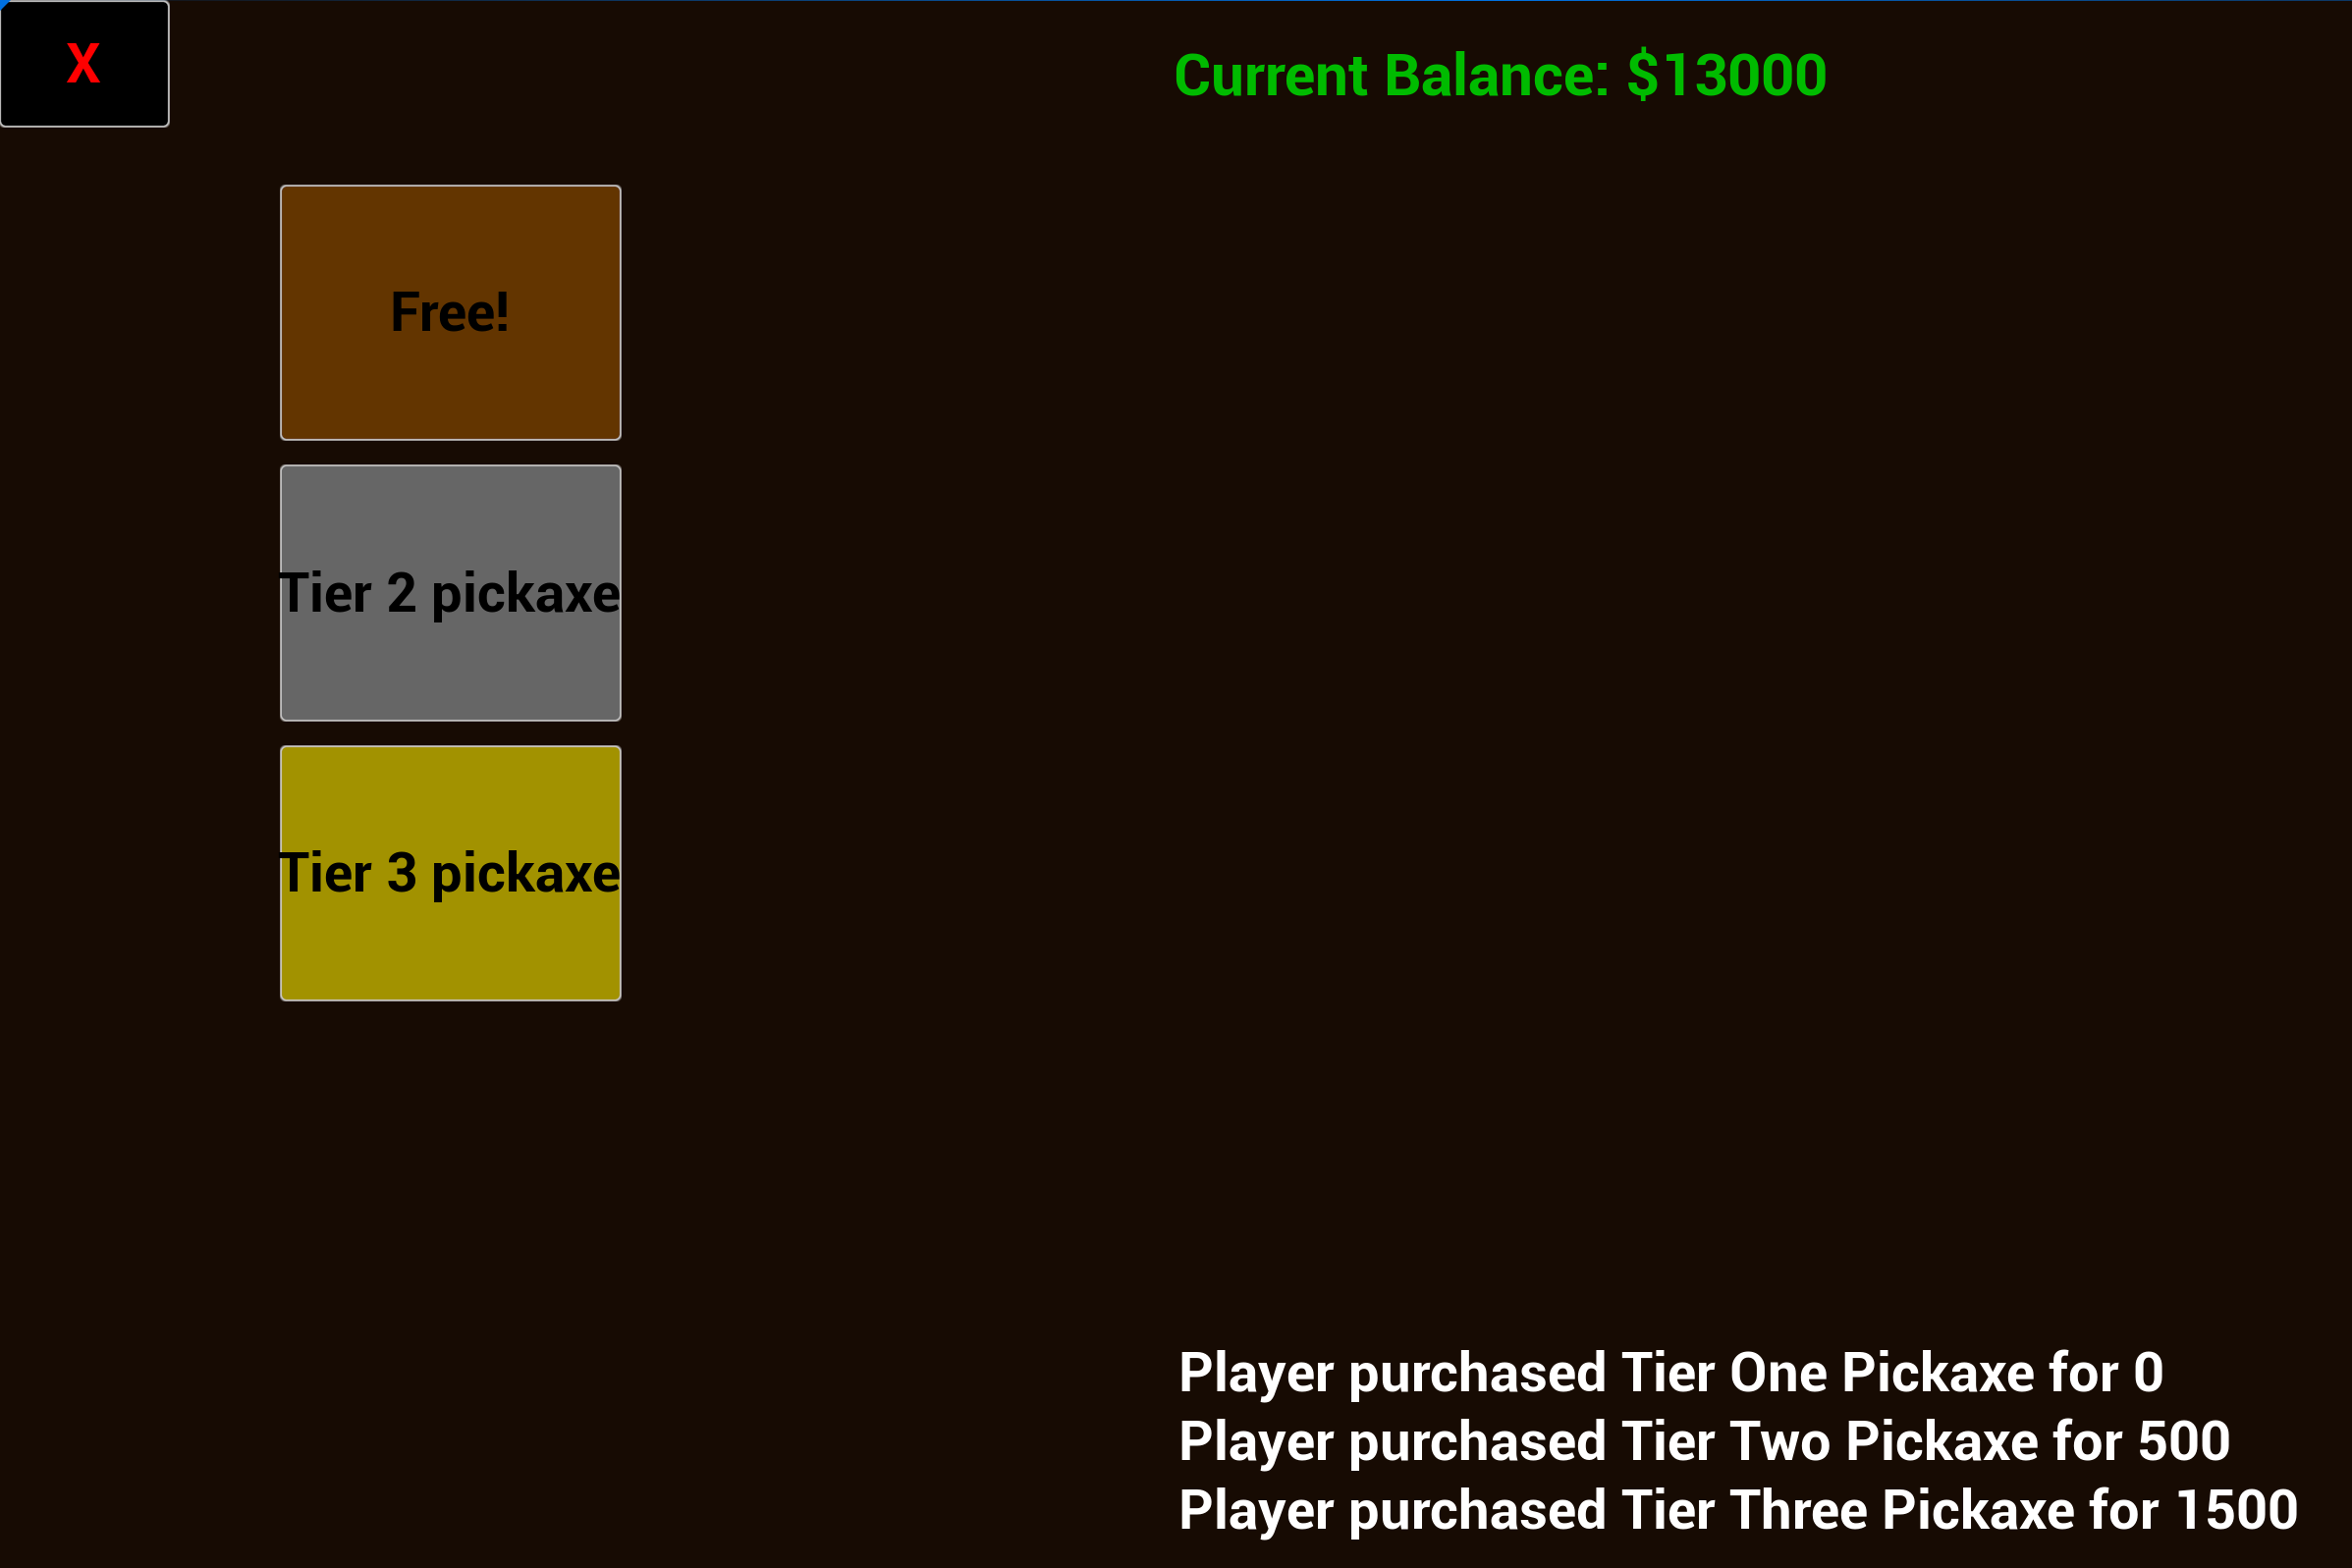 X
Current Balance: $13000
Free!
Tier 2 pickaxe
Tier 3 pickaxe
Player purchased Tier One Pickaxe for 0
Player purchased Tier Two Pickaxe for 500
Player purchased Tier Three Pickaxe for 1500